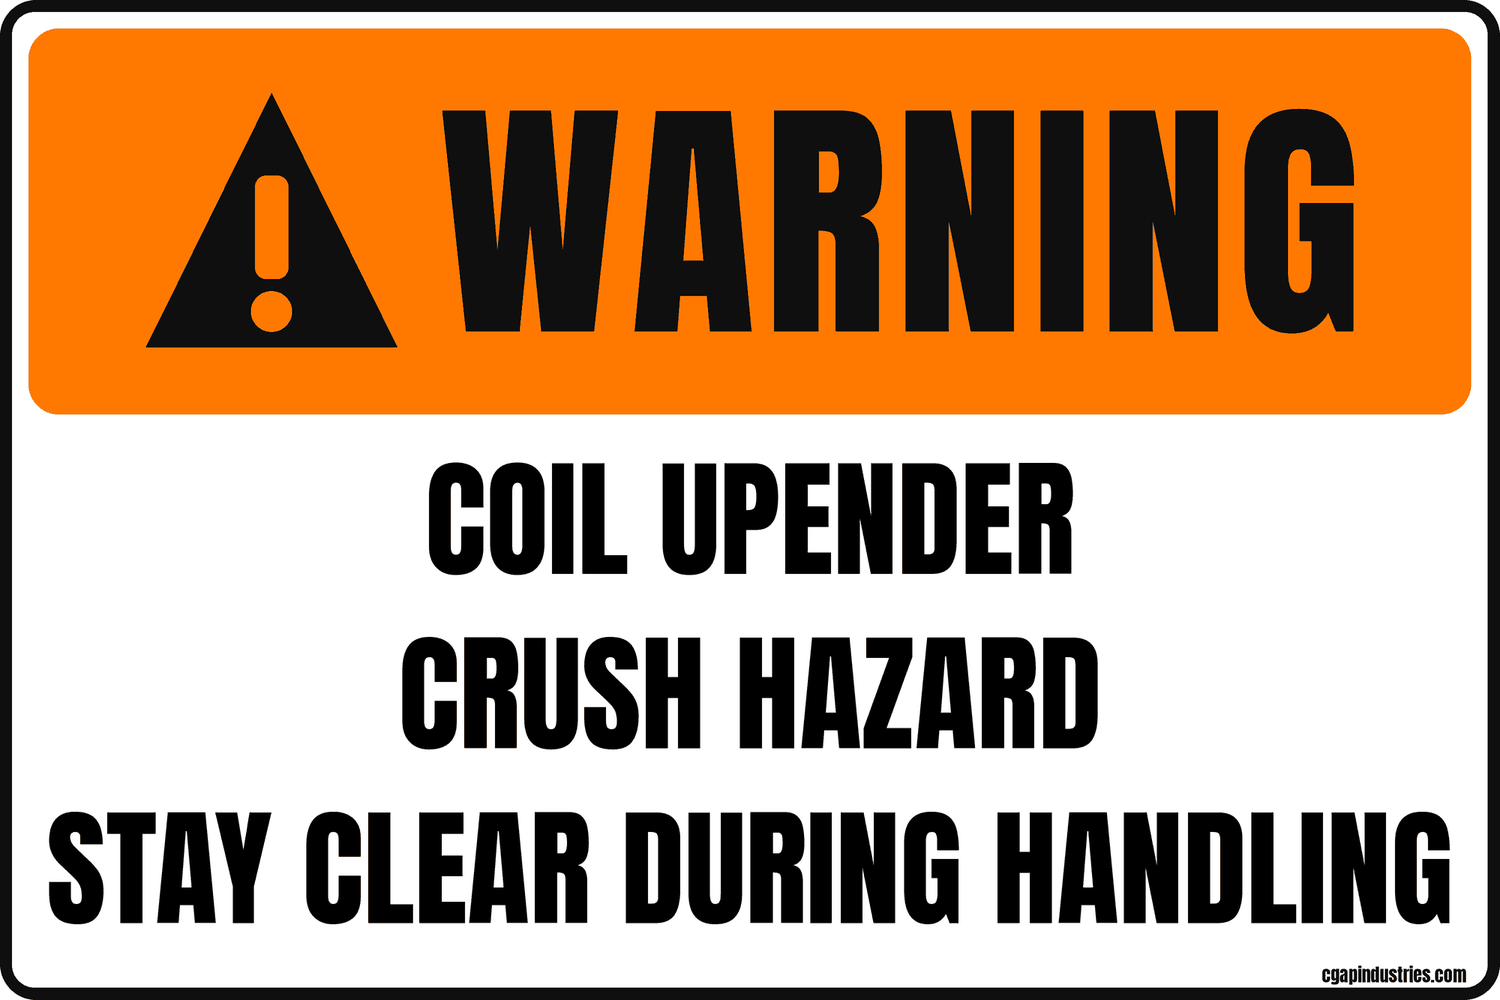 WARNING
COIL UPENDER
CRUSH HAZARD
STAY CLEAR DURING HANDLING
cgapindustries.com